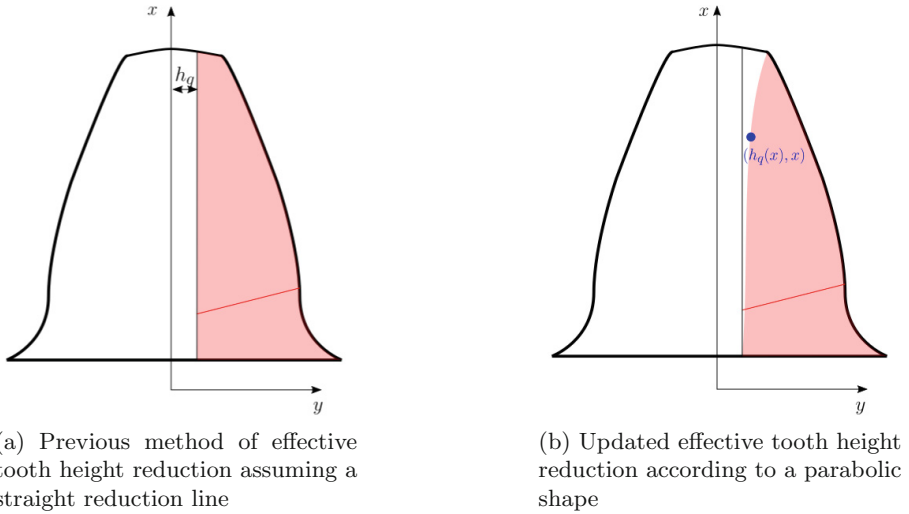 x
h_q
y
(a) Previous method of effective
tooth height reduction assuming a
straight reduction line
x
(h_q(x), x)
y
(b) Updated effective tooth height
reduction according to a parabolic
shape